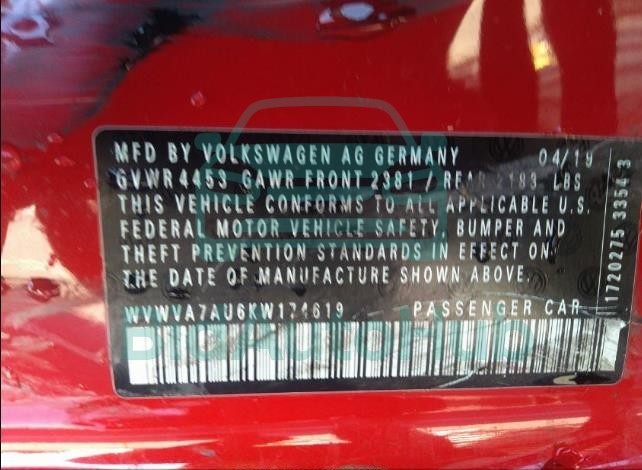 MFD BY VOLKSWAGEN AG GERMANY 04/19
GVWR 4453 GAWR FRONT 2381 / REAR 2183 LBS
THIS VEHICLE CONFORMS TO ALL APPLICABLE U.S.
FEDERAL MOTOR VEHICLE SAFETY, BUMPER AND
THEFT PREVENTION STANDARDS IN EFFECT ON
THE DATE OF MANUFACTURE SHOWN ABOVE.
WVWVA7AU6KW174619 PASSENGER CAR
BidAutoHub
1720275 3354 3